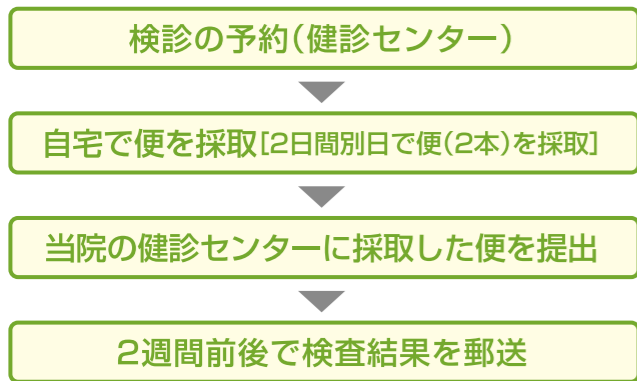 検診の予約(健診センター)
自宅で便を採取[2日間別日で便(2本)を採取]
当院の健診センターに採取した便を提出
2週間前後で検査結果を郵送